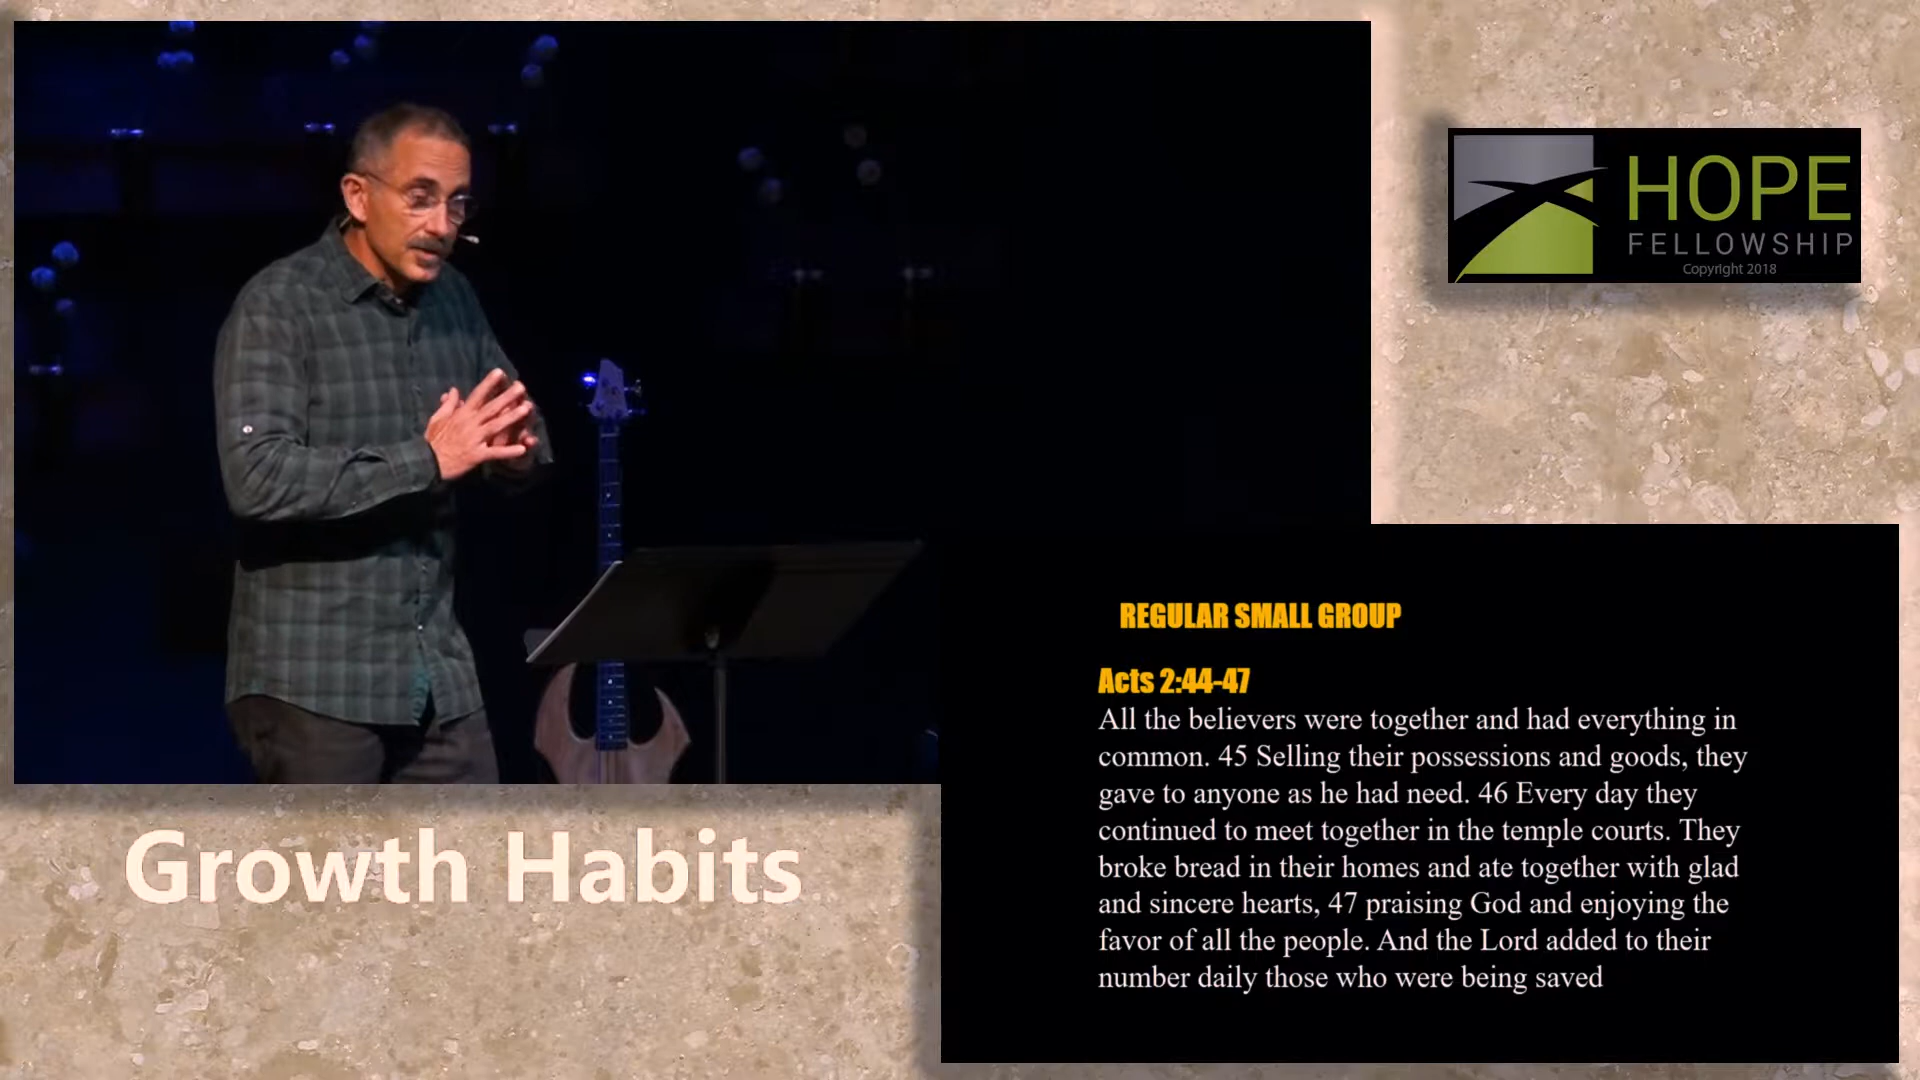 HOPE
FELLOWSHIP
Copyright 2018
REGULAR SMALL GROUP
Acts 2:44-47
All the believers were together and had everything in
common. 45 Selling their possessions and goods, they
gave to anyone as he had need. 46 Every day they
continued to meet together in the temple courts. They
broke bread in their homes and ate together with glad
and sincere hearts, 47 praising God and enjoying the
favor of all the people. And the Lord added to their
number daily those who were being saved
Growth Habits